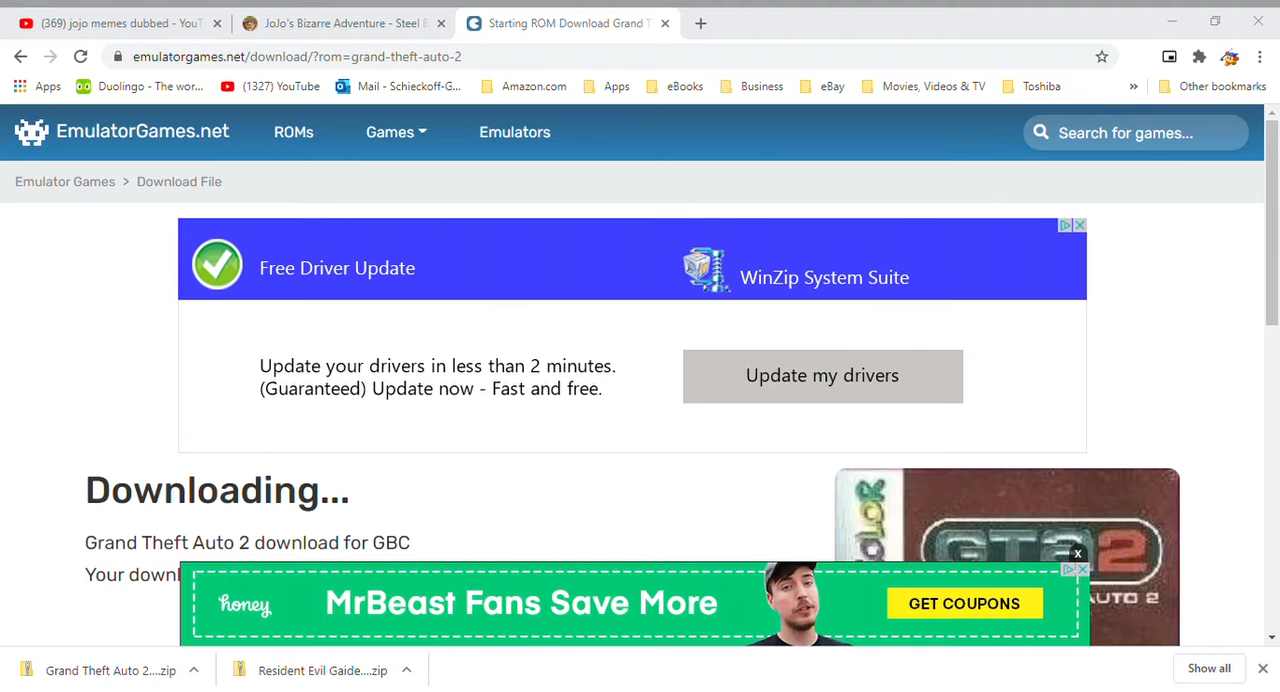 (369) jojo memes dubbed - YouT
JoJo's Bizarre Adventure - Steel B
Starting ROM Download Grand T
emulatorgames.net/download/?rom=grand-theft-auto-2
Apps
Duolingo - The wor...
(1327) YouTube
Mail - Schieckoff-G...
Amazon.com
Apps
eBooks
Business
eBay
Movies, Videos & TV
Toshiba
»
Other bookmarks
EmulatorGames.net
ROMs
Games
Emulators
Search for games...
Emulator Games > Download File
Free Driver Update
WinZip System Suite
Update your drivers in less than 2 minutes.
(Guaranteed) Update now - Fast and free.
Update my drivers
Downloading...
Grand Theft Auto 2 download for GBC
Your downl
GTA2
AUTO 2
x
honey
MrBeast Fans Save More
GET COUPONS
Grand Theft Auto 2....zip
Resident Evil Gaide....zip
Show all